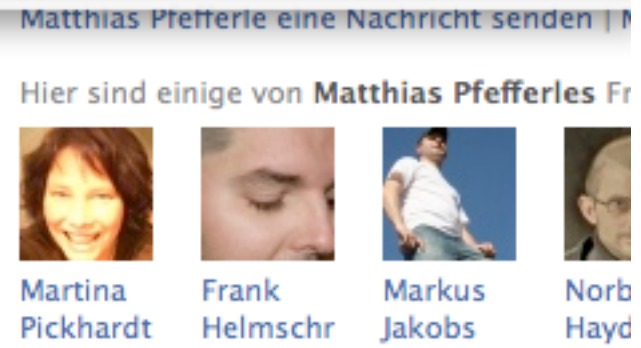 Matthias Pfefferle eine Nachricht senden |
Hier sind einige von Matthias Pfefferles Fr
Martina Frank Markus Norb
Pickhardt Helmschr Jakobs Hayd